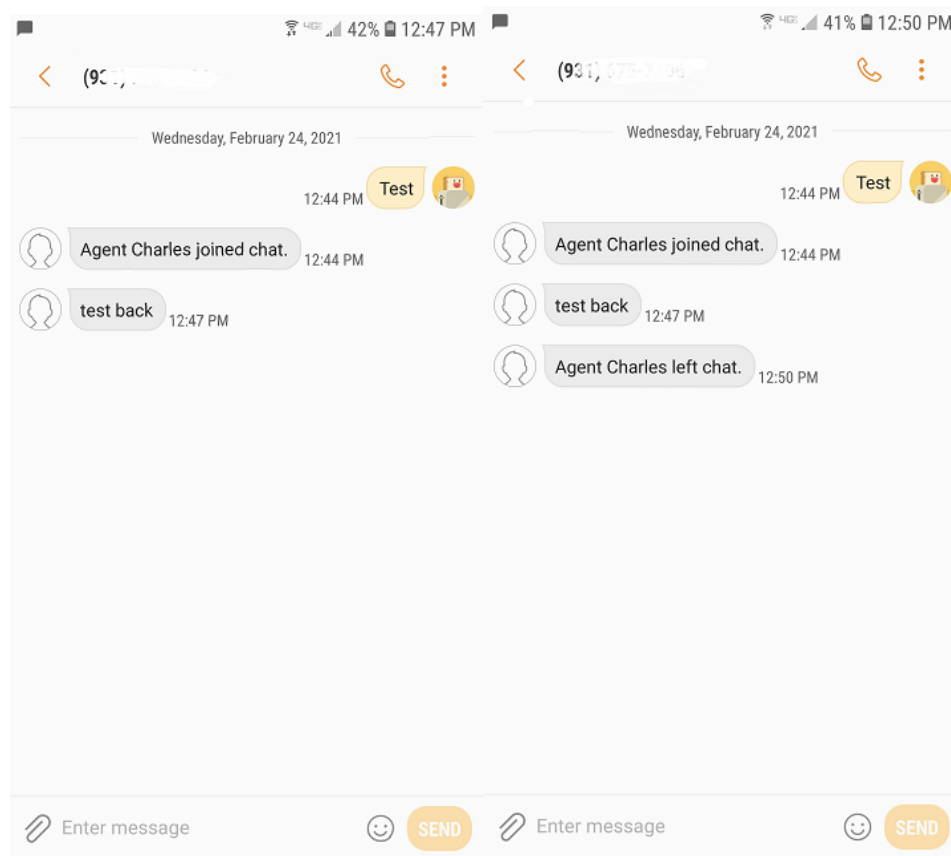 42% 12:47 PM
Wednesday, February 24, 2021
12:44 PM Test
Agent Charles joined chat. 12:44 PM
test back 12:47 PM
Enter message SEND
41% 12:50 PM
(931)
Wednesday, February 24, 2021
12:44 PM Test
Agent Charles joined chat. 12:44 PM
test back 12:47 PM
Agent Charles left chat. 12:50 PM
Enter message SEND